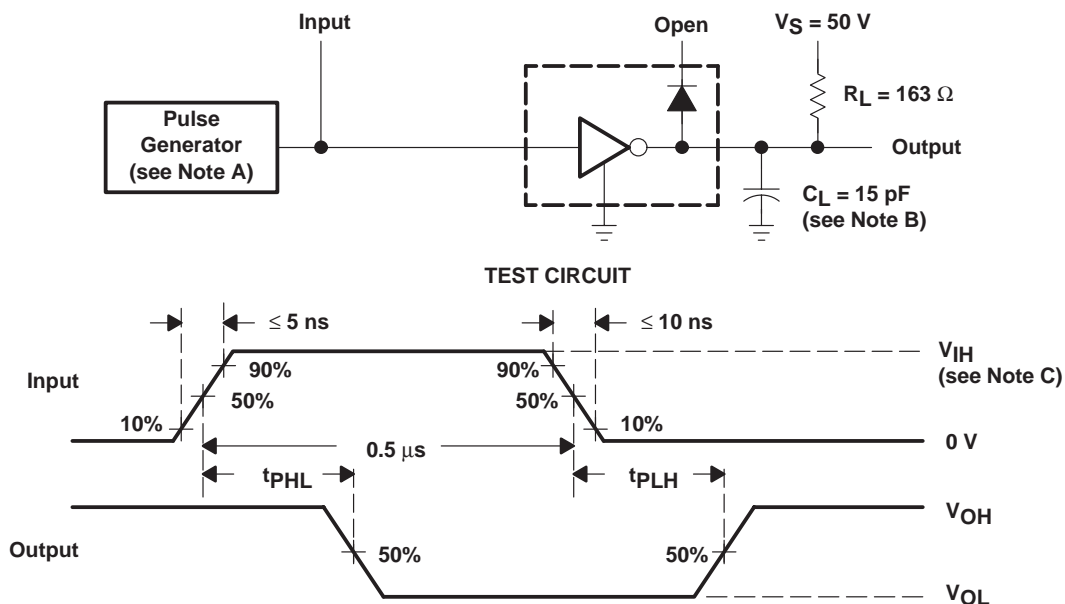 Input
Open
VS = 50 V
Pulse
Generator
(see Note A)
RL = 163 Ω
Output
CL = 15 pF
(see Note B)
TEST CIRCUIT
≤ 5 ns
≤ 10 ns
Input
VIH
(see Note C)
90%
90%
50%
50%
10%
10%
0.5 μs
0 V
tPHL
tPLH
VOH
Output
50%
50%
VOL